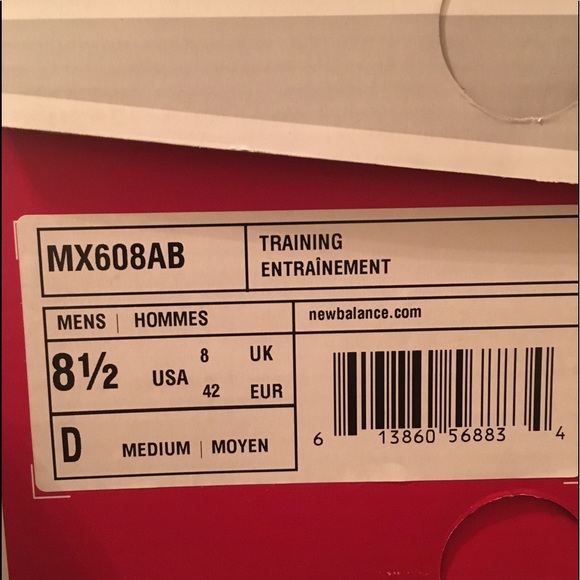 MX608AB
TRAINING
ENTRAÎNEMENT
MENS | HOMMES
newbalance.com
8½ USA
8 UK
42 EUR
D MEDIUM | MOYEN
6 13860 56883 4